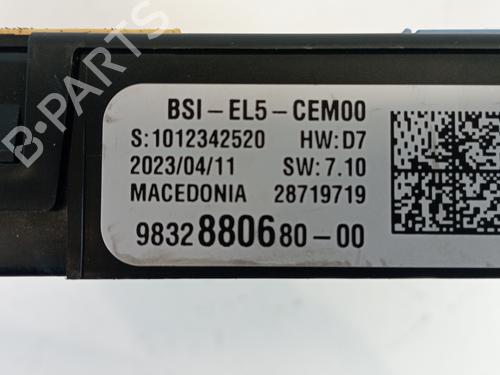 BSI-EL5-CEM00
S:1012342520 HW:D7
2023/04/11 SW:7.10
MACEDONIA 28719719
9832880680-00
B-PARTS